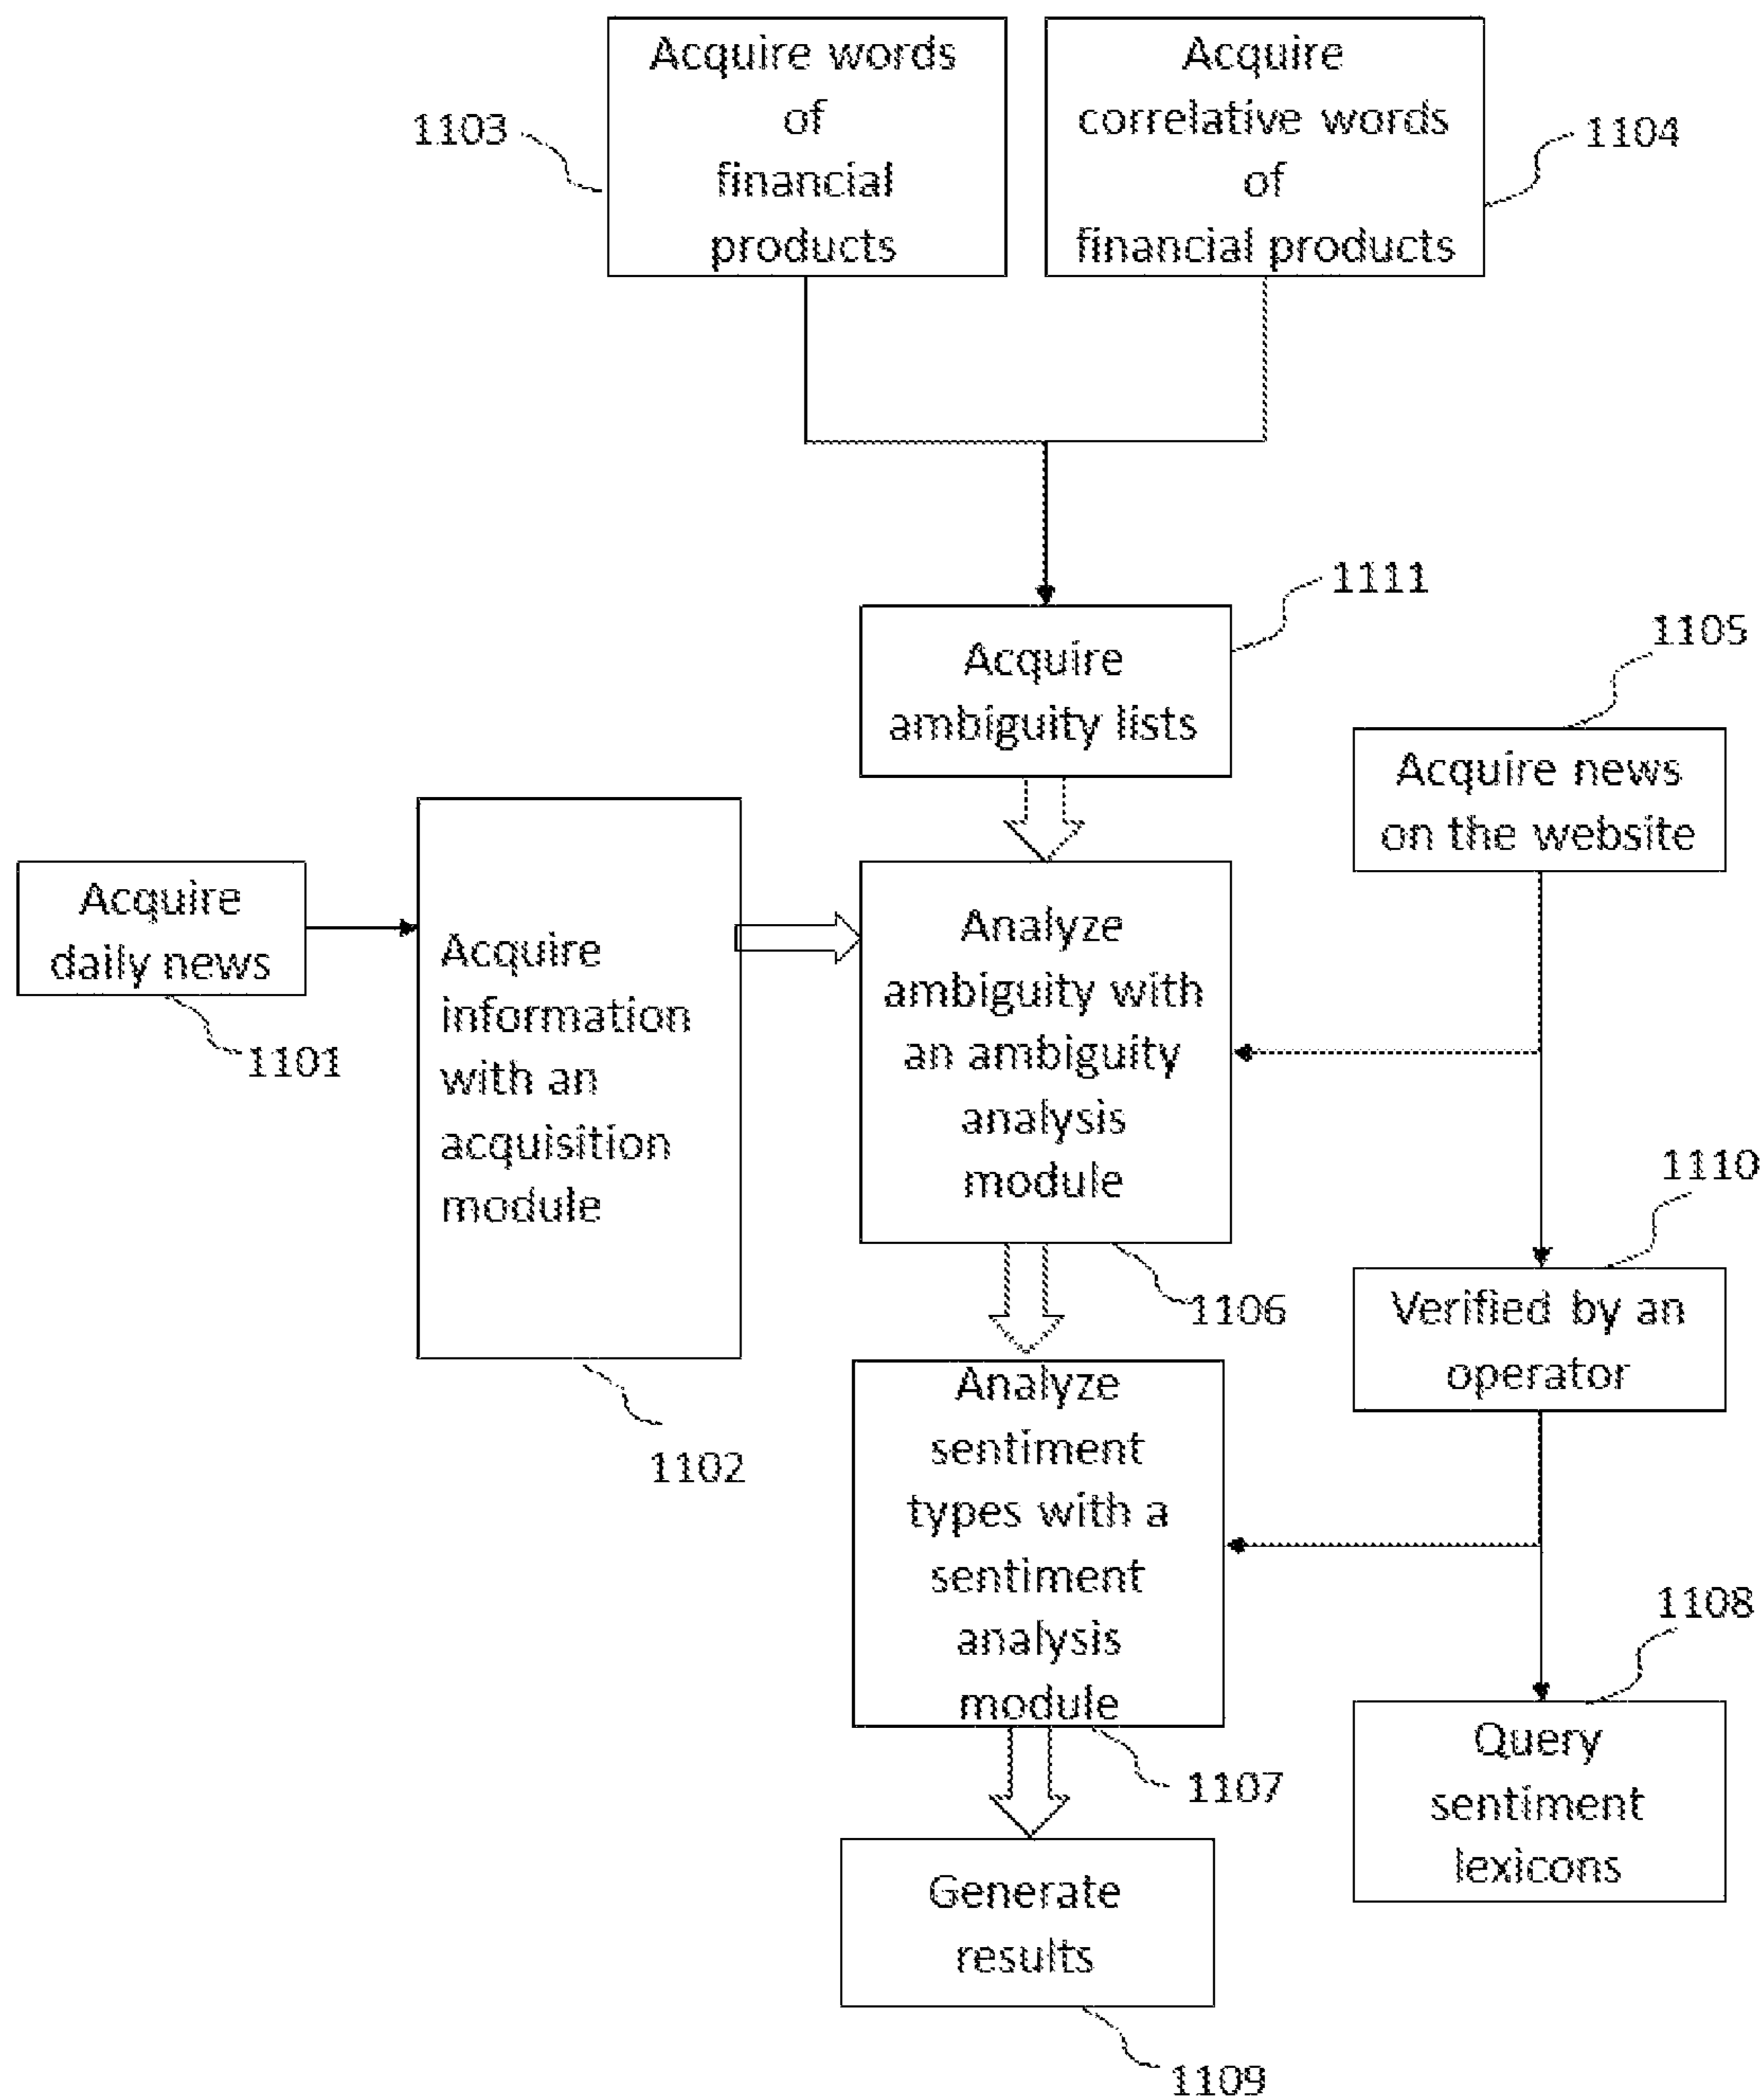 Acquire words
of
financial
products
1103
Acquire
correlative words
of
financial products
1104
Acquire
ambiguity lists
1111
Acquire news
on the website
1105
Acquire
daily news
1101
Acquire
information
with an
acquisition
module
1102
Analyze
ambiguity with
an ambiguity
analysis
module
1106
Verified by an
operator
1110
Analyze
sentiment
types with a
sentiment
analysis
module
1107
Query
sentiment
lexicons
1108
Generate
results
1109